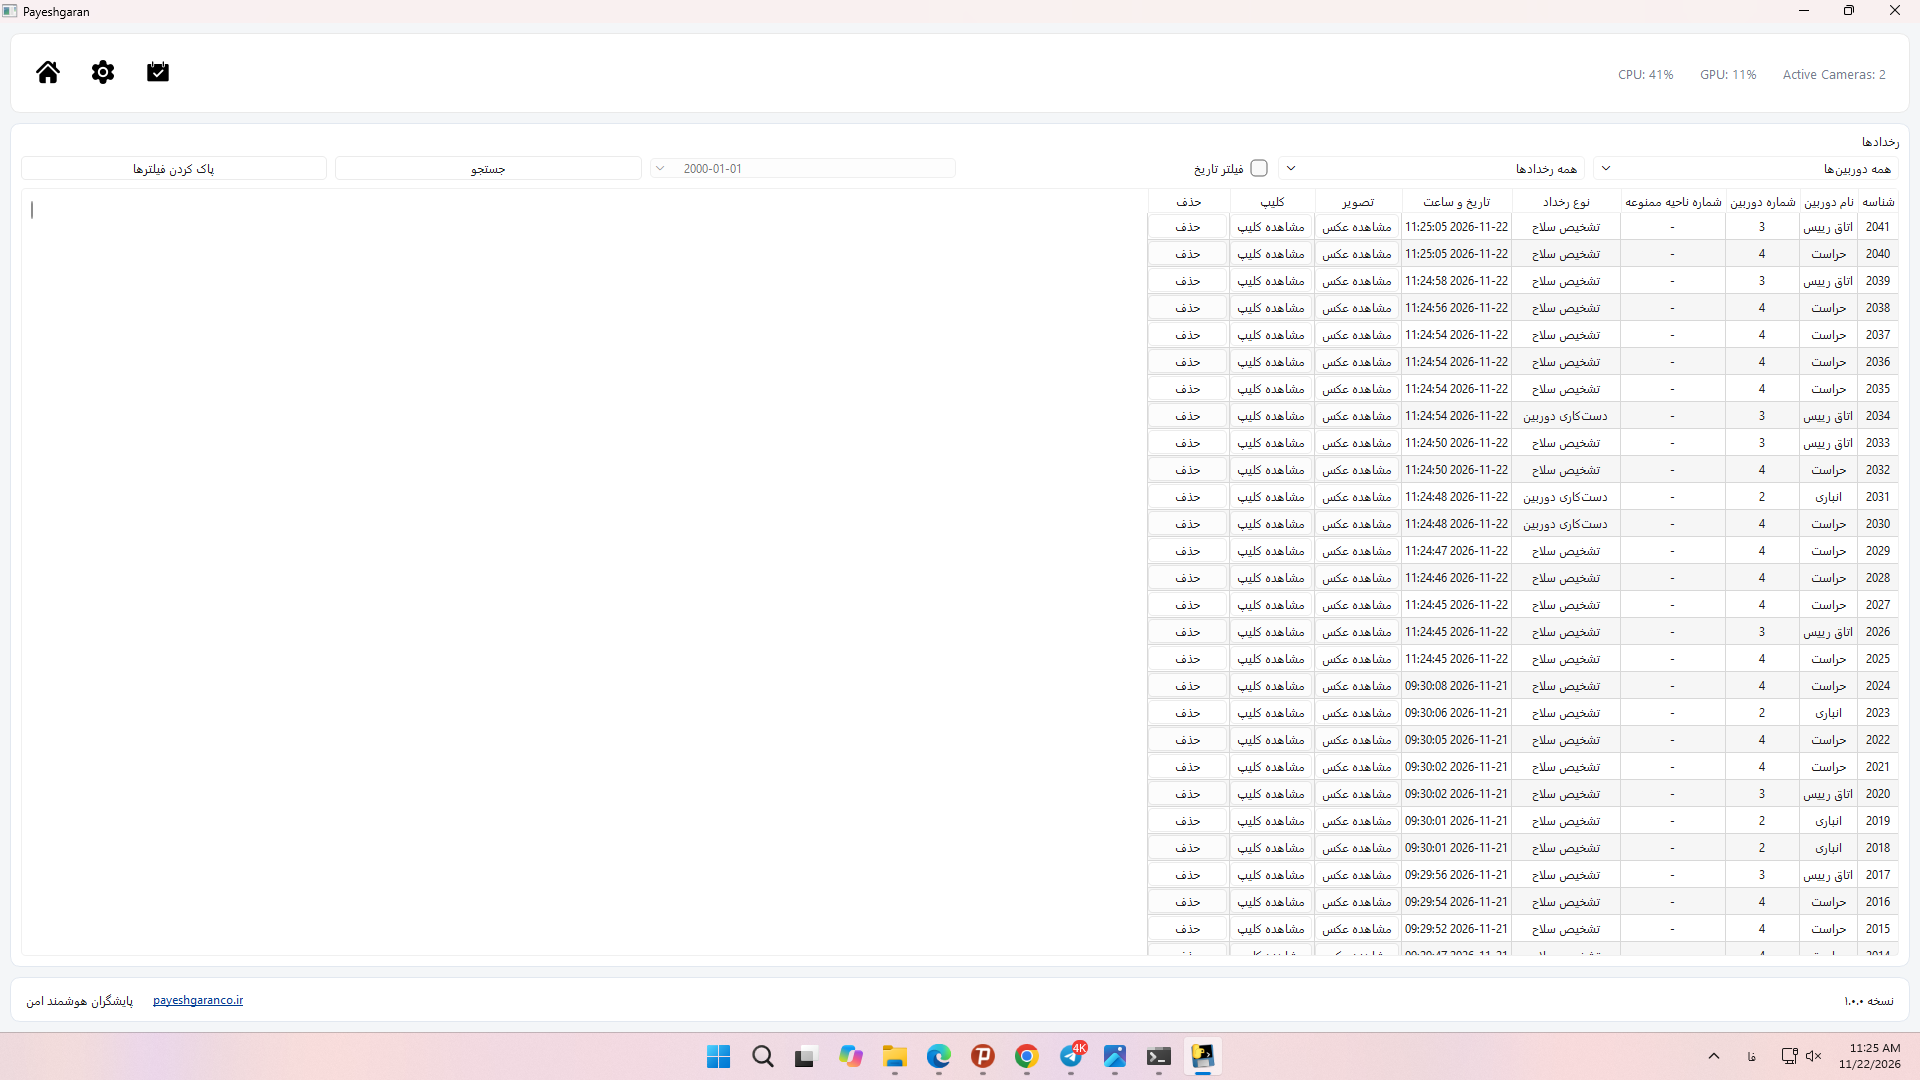 Payeshgaran
CPU: 41% GPU: 11% Active Cameras: 2
رخدادها
همه دوربین‌ها همه رخدادها فیلتر تاریخ 2000-01-01 جستجو پاک کردن فیلترها
شناسه نام دوربین شماره دوربین شماره ناحیه ممنوعه نوع رخداد تاریخ و ساعت تصویر کلیپ حذف
2041 اتاق رییس 3 - تشخیص سلاح 2026-11-22 11:25:05 مشاهده عکس مشاهده کلیپ حذف
2040 حراست 4 - تشخیص سلاح 2026-11-22 11:25:05 مشاهده عکس مشاهده کلیپ حذف
2039 اتاق رییس 3 - تشخیص سلاح 2026-11-22 11:24:58 مشاهده عکس مشاهده کلیپ حذف
2038 حراست 4 - تشخیص سلاح 2026-11-22 11:24:56 مشاهده عکس مشاهده کلیپ حذف
2037 حراست 4 - تشخیص سلاح 2026-11-22 11:24:54 مشاهده عکس مشاهده کلیپ حذف
2036 حراست 4 - تشخیص سلاح 2026-11-22 11:24:54 مشاهده عکس مشاهده کلیپ حذف
2035 حراست 4 - تشخیص سلاح 2026-11-22 11:24:54 مشاهده عکس مشاهده کلیپ حذف
2034 اتاق رییس 3 - دست‌کاری دوربین 2026-11-22 11:24:54 مشاهده عکس مشاهده کلیپ حذف
2033 اتاق رییس 3 - تشخیص سلاح 2026-11-22 11:24:50 مشاهده عکس مشاهده کلیپ حذف
2032 حراست 4 - تشخیص سلاح 2026-11-22 11:24:50 مشاهده عکس مشاهده کلیپ حذف
2031 انباری 2 - دست‌کاری دوربین 2026-11-22 11:24:48 مشاهده عکس مشاهده کلیپ حذف
2030 حراست 4 - دست‌کاری دوربین 2026-11-22 11:24:48 مشاهده عکس مشاهده کلیپ حذف
2029 حراست 4 - تشخیص سلاح 2026-11-22 11:24:47 مشاهده عکس مشاهده کلیپ حذف
2028 حراست 4 - تشخیص سلاح 2026-11-22 11:24:46 مشاهده عکس مشاهده کلیپ حذف
2027 حراست 4 - تشخیص سلاح 2026-11-22 11:24:45 مشاهده عکس مشاهده کلیپ حذف
2026 اتاق رییس 3 - تشخیص سلاح 2026-11-22 11:24:45 مشاهده عکس مشاهده کلیپ حذف
2025 حراست 4 - تشخیص سلاح 2026-11-22 11:24:45 مشاهده عکس مشاهده کلیپ حذف
2024 حراست 4 - تشخیص سلاح 2026-11-21 09:30:08 مشاهده عکس مشاهده کلیپ حذف
2023 انباری 2 - تشخیص سلاح 2026-11-21 09:30:06 مشاهده عکس مشاهده کلیپ حذف
2022 حراست 4 - تشخیص سلاح 2026-11-21 09:30:05 مشاهده عکس مشاهده کلیپ حذف
2021 حراست 4 - تشخیص سلاح 2026-11-21 09:30:02 مشاهده عکس مشاهده کلیپ حذف
2020 اتاق رییس 3 - تشخیص سلاح 2026-11-21 09:30:02 مشاهده عکس مشاهده کلیپ حذف
2019 انباری 2 - تشخیص سلاح 2026-11-21 09:30:01 مشاهده عکس مشاهده کلیپ حذف
2018 انباری 2 - تشخیص سلاح 2026-11-21 09:30:01 مشاهده عکس مشاهده کلیپ حذف
2017 اتاق رییس 3 - تشخیص سلاح 2026-11-21 09:29:56 مشاهده عکس مشاهده کلیپ حذف
2016 حراست 4 - تشخیص سلاح 2026-11-21 09:29:54 مشاهده عکس مشاهده کلیپ حذف
2015 حراست 4 - تشخیص سلاح 2026-11-21 09:29:52 مشاهده عکس مشاهده کلیپ حذف
نسخه ۱.۰.۰ payeshgaranco.ir پایشگران هوشمند امن
4K فا 11:25 AM
11/22/2026